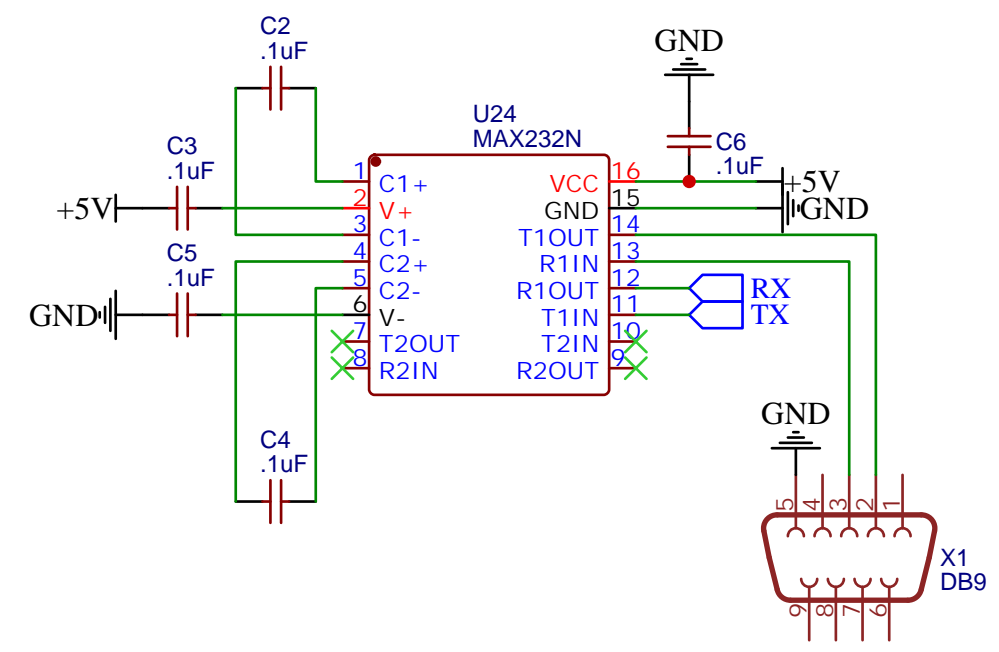 C2
.1uF
GND
U24
MAX232N
C3
.1uF
C6
.1uF
1
C1+
VCC
16
+5V
+5V
2
V+
GND
15
GND
3
C1-
T1OUT
14
C5
.1uF
4
C2+
R1IN
13
5
C2-
R1OUT
12
RX
GND
6
V-
T1IN
11
TX
7
T2OUT
T2IN
10
8
R2IN
R2OUT
9
C4
.1uF
GND
5
4
3
2
1
X1
DB9
9
8
7
6